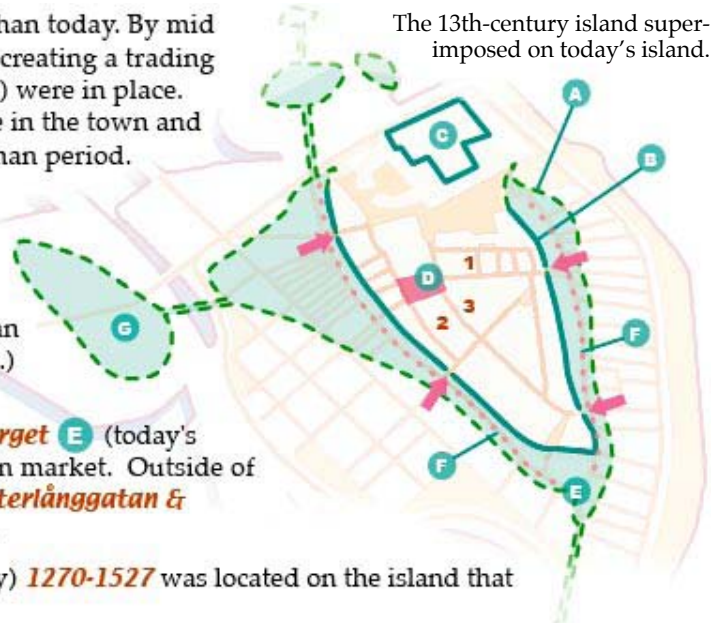 han today. By mid
creating a trading
) were in place.
e in the town and
nan period.
The 13th-century island super-
imposed on today's island.
A
B
C
1
D
3
2
G
F
F
E
an
.)
rget E (today's
n market. Outside of
terlånggatan &
y) 1270-1527 was located on the island that